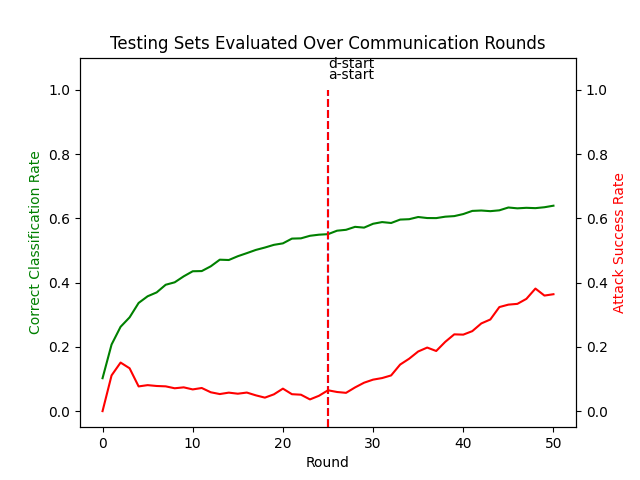 Testing Sets Evaluated Over Communication Rounds
d-start
a-start
1.0
0.8
0.6
0.4
0.2
0.0
Correct Classification Rate
1.0
0.8
0.6
0.4
0.2
0.0
Attack Success Rate
0 10 20 30 40 50
Round